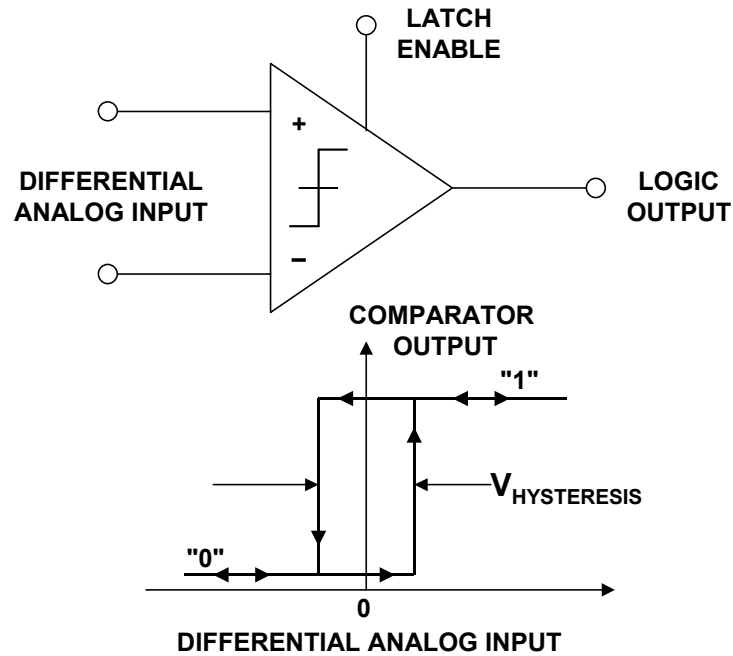 LATCH
ENABLE
+
DIFFERENTIAL
ANALOG INPUT
LOGIC
OUTPUT
–
COMPARATOR
OUTPUT
"1"
VHYSTERESIS
"0"
0
DIFFERENTIAL ANALOG INPUT